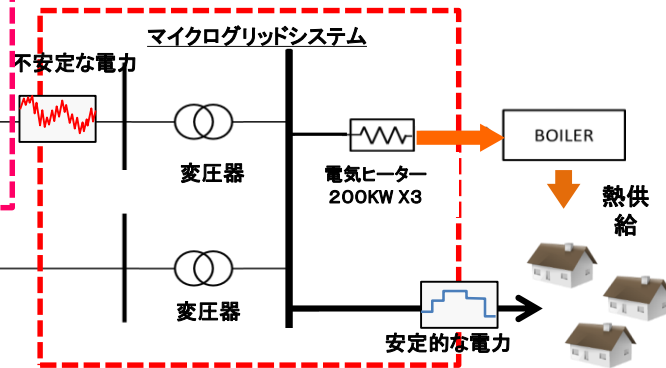 マイクログリッドシステム
不安定な電力
変圧器
電気ヒーター
200KW X3
BOILER
熱供
給
変圧器
安定的な電力